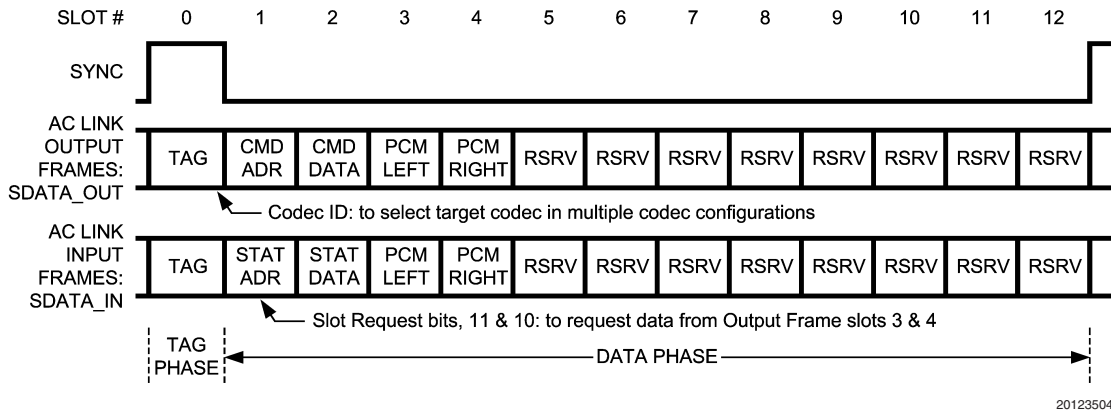 SLOT # 0 1 2 3 4 5 6 7 8 9 10 11 12
SYNC
AC LINK
OUTPUT
FRAMES:
SDATA_OUT
TAG CMD ADR CMD DATA PCM LEFT PCM RIGHT RSRV RSRV RSRV RSRV RSRV RSRV RSRV RSRV
Codec ID: to select target codec in multiple codec configurations
AC LINK
INPUT
FRAMES:
SDATA_IN
TAG STAT ADR STAT DATA PCM LEFT PCM RIGHT RSRV RSRV RSRV RSRV RSRV RSRV RSRV RSRV
Slot Request bits, 11 & 10: to request data from Output Frame slots 3 & 4
TAG
PHASE
DATA PHASE
20123504